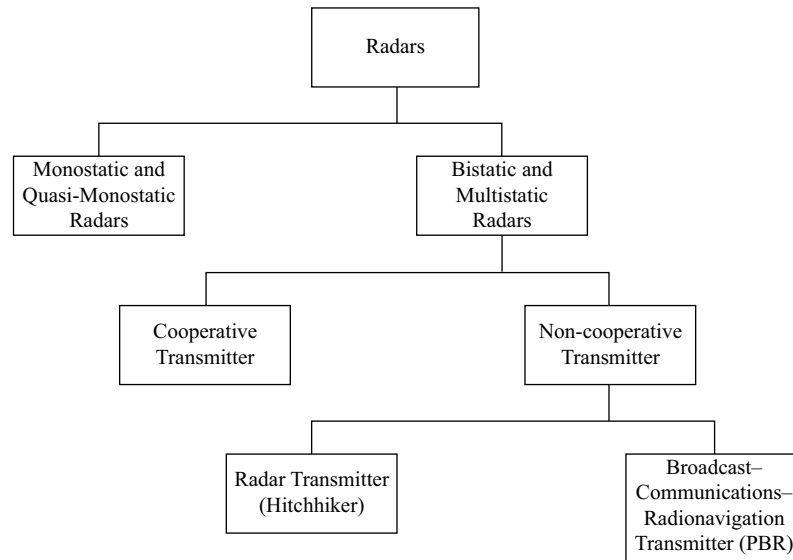 Radars
Monostatic and
Quasi-Monostatic
Radars
Bistatic and
Multistatic
Radars
Cooperative
Transmitter
Non-cooperative
Transmitter
Radar Transmitter
(Hitchhiker)
Broadcast–
Communications–
Radionavigation
Transmitter (PBR)